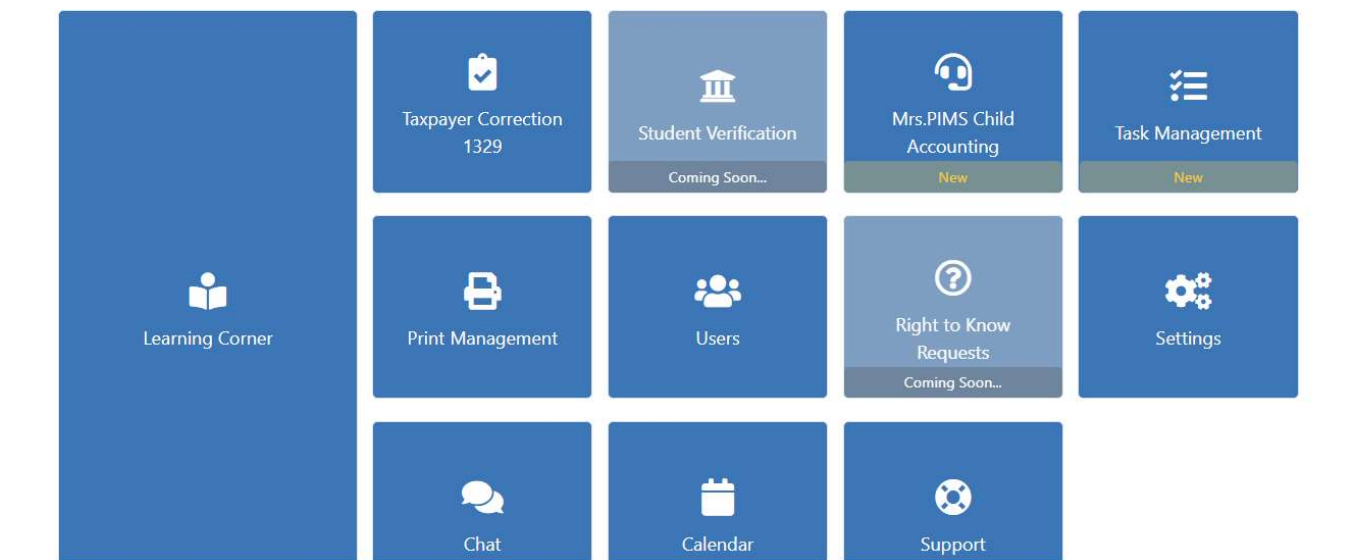 Taxpayer Correction
1329
Student Verification
Coming Soon...
Mrs.PIMS Child
Accounting
New
Task Management
New
Learning Corner
Print Management
Users
Right to Know
Requests
Coming Soon...
Settings
Chat
Calendar
Support